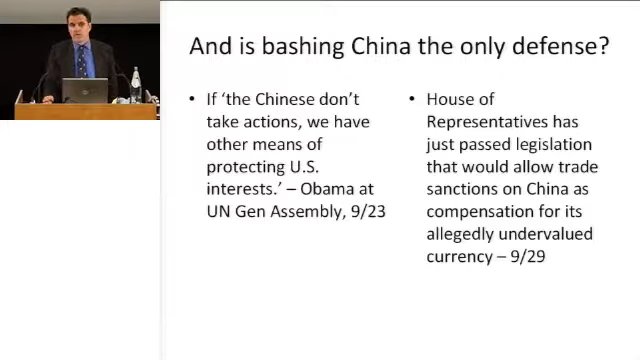 And is bashing China the only defense?
• If ‘the Chinese don’t
take actions, we have
other means of
protecting U.S.
interests.’ – Obama at
UN Gen Assembly, 9/23
• House of
Representatives has
just passed legislation
that would allow trade
sanctions on China as
compensation for its
allegedly undervalued
currency – 9/29